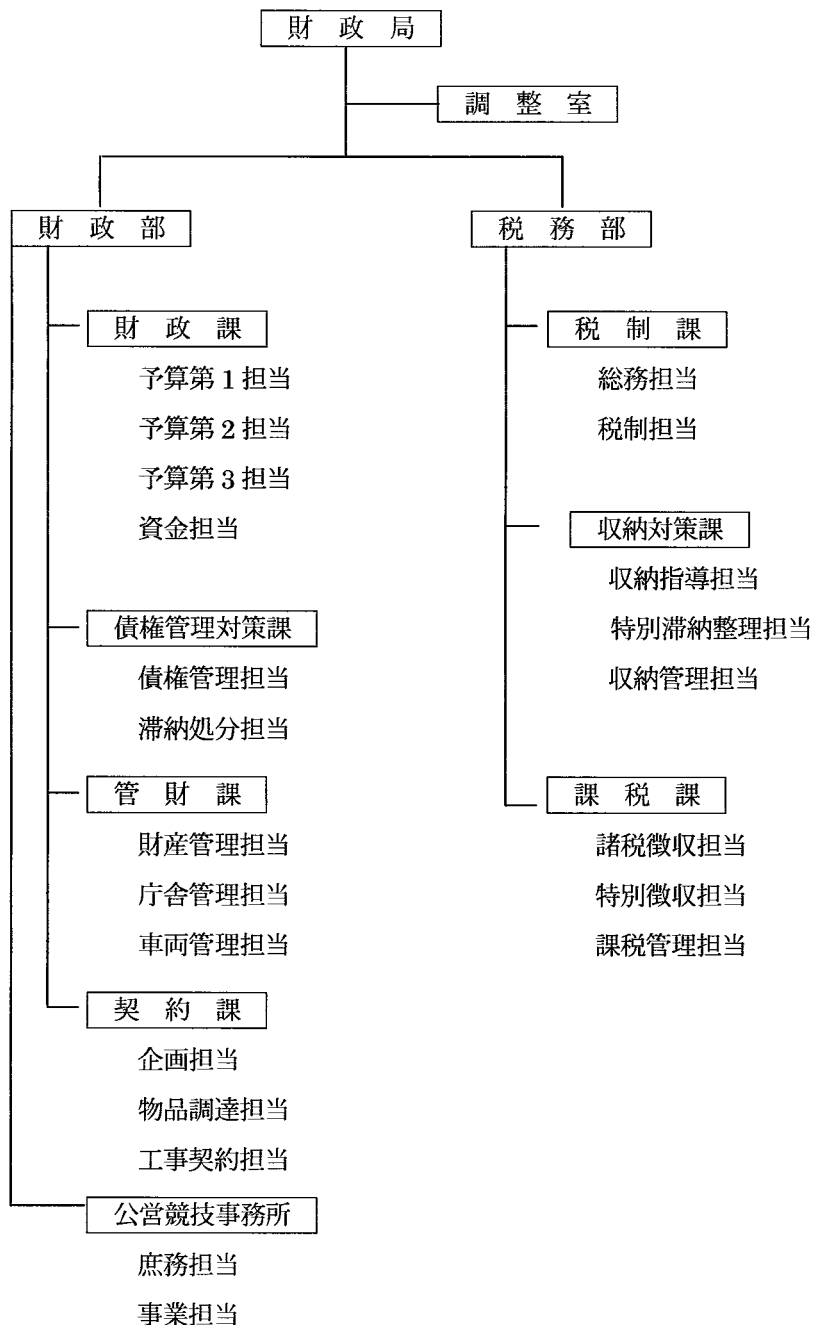 財政局
調整室
財政部
財政課
予算第1担当
予算第2担当
予算第3担当
資金担当
債権管理対策課
債権管理担当
滞納処分担当
管財課
財産管理担当
庁舎管理担当
車両管理担当
契約課
企画担当
物品調達担当
工事契約担当
公営競技事務所
庶務担当
事業担当
税務部
税制課
総務担当
税制担当
収納対策課
収納指導担当
特別滞納整理担当
収納管理担当
課税課
諸税徴収担当
特別徴収担当
課税管理担当